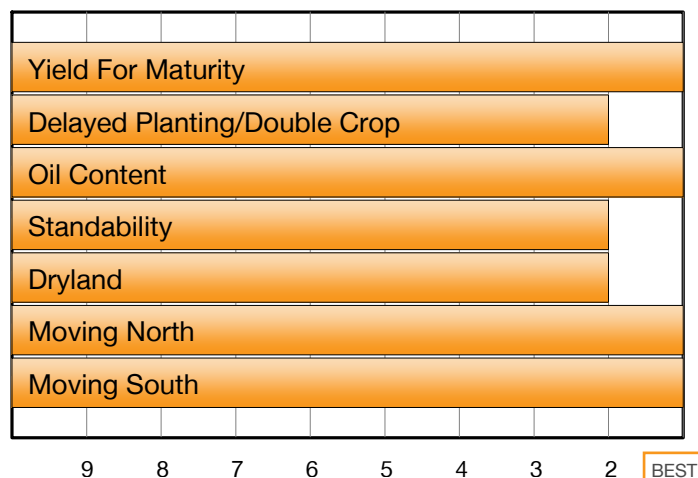 Yield For Maturity
Delayed Planting/Double Crop
Oil Content
Standability
Dryland
Moving North
Moving South
9 8 7 6 5 4 3 2 BEST